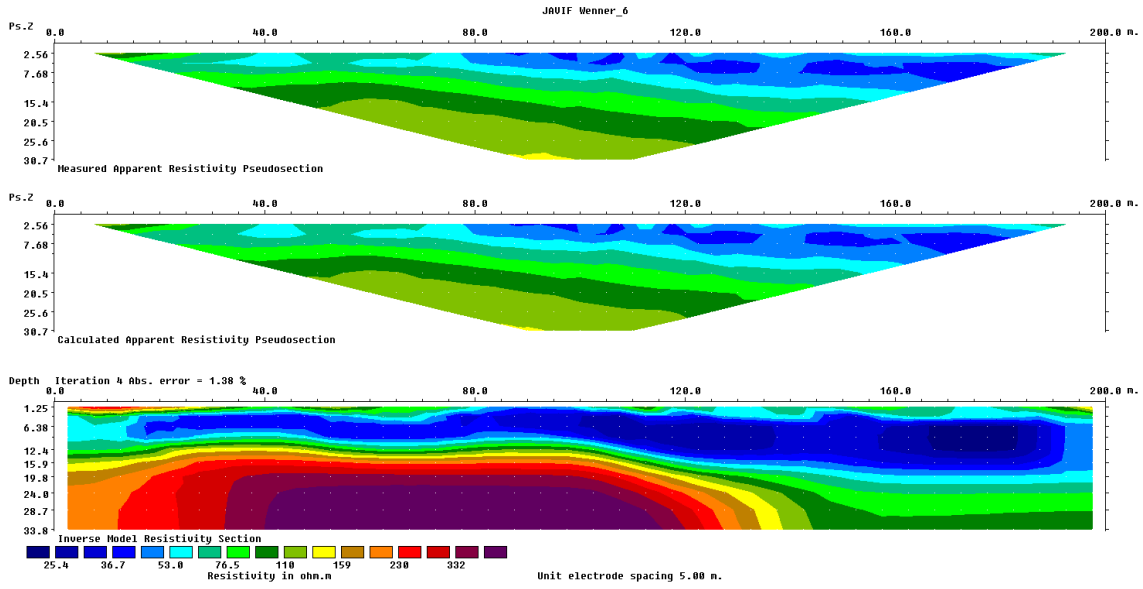 JAVIF Wenner_6
Ps.Z 0.0 40.0 80.0 120.0 160.0 200.0 m.
2.56
7.68
15.4
20.5
25.6
30.7
Measured Apparent Resistivity Pseudosection
Ps.Z 0.0 40.0 80.0 120.0 160.0 200.0 m.
2.56
7.68
15.4
20.5
25.6
30.7
Calculated Apparent Resistivity Pseudosection
Depth Iteration 4 Abs. error = 1.38 %
0.0 40.0 80.0 120.0 160.0 200.0 m.
1.25
6.38
12.4
15.9
19.8
24.0
28.7
33.8
Inverse Model Resistivity Section
25.4 36.7 53.0 76.5 110 159 230 332
Resistivity in ohm.m Unit electrode spacing 5.00 m.